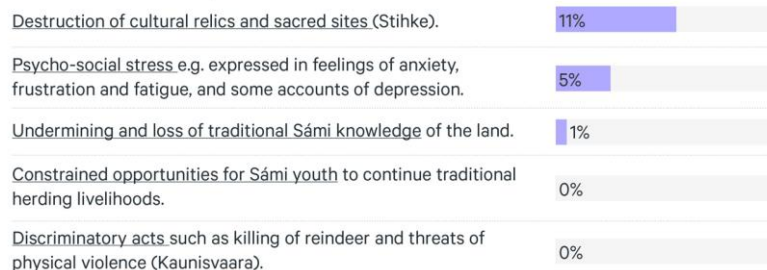 Destruction of cultural relics and sacred sites (Stihke).
11%
Psycho-social stress e.g. expressed in feelings of anxiety,
frustration and fatigue, and some accounts of depression.
5%
Undermining and loss of traditional Sámi knowledge of the land.
1%
Constrained opportunities for Sámi youth to continue traditional
herding livelihoods.
0%
Discriminatory acts such as killing of reindeer and threats of
physical violence (Kaunisvaara).
0%